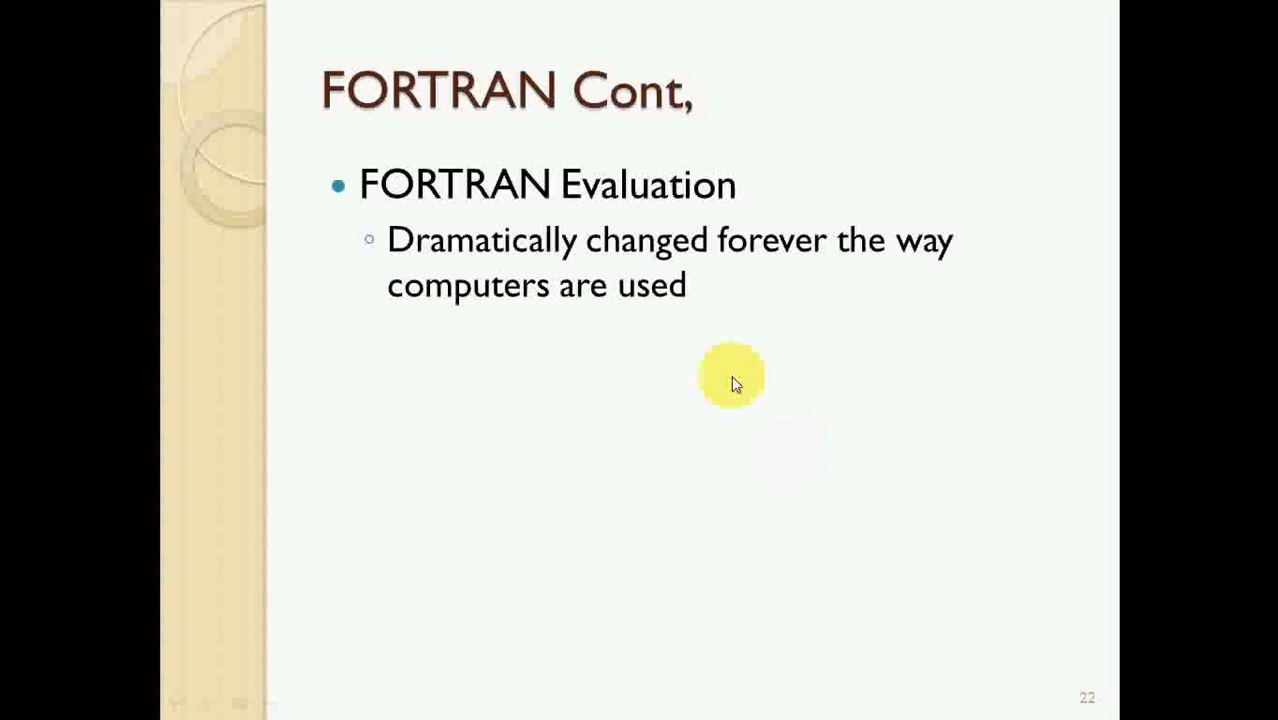 FORTRAN Cont,
• FORTRAN Evaluation
◦ Dramatically changed forever the way
computers are used
22